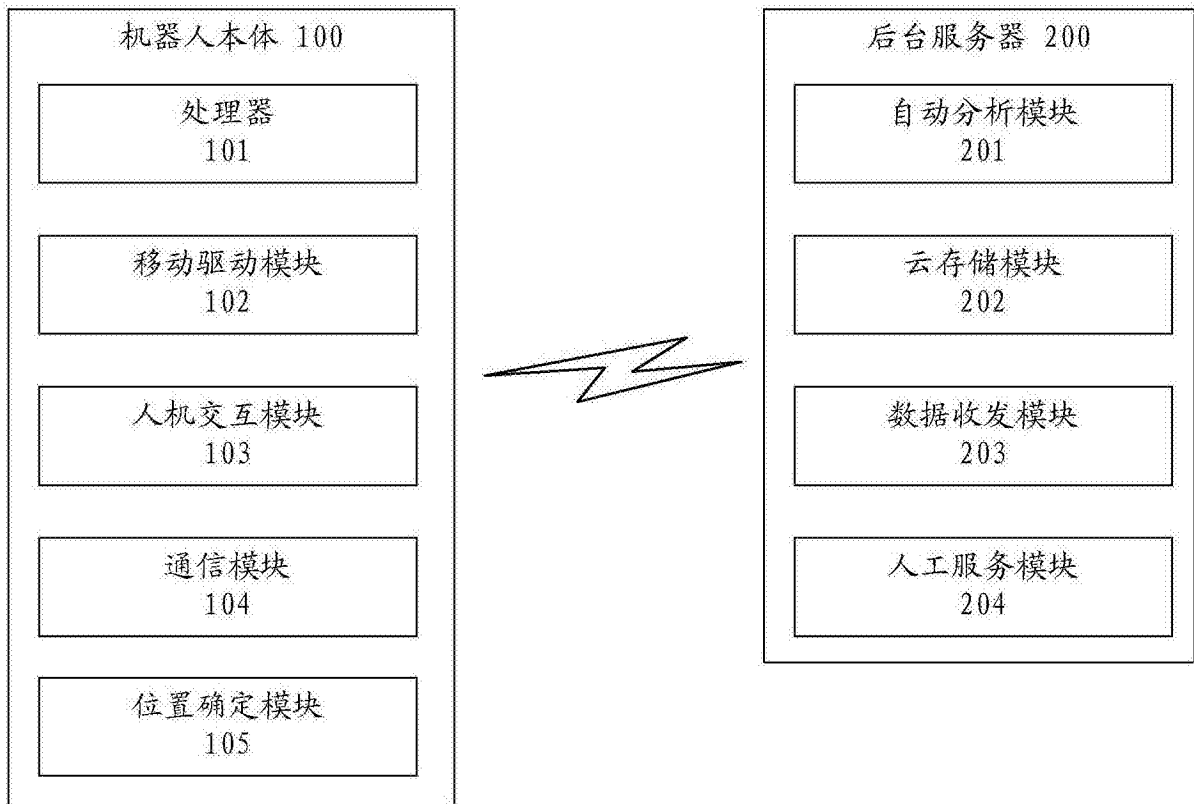 机器人本体 100
处理器
101
移动驱动模块
102
人机交互模块
103
通信模块
104
位置确定模块
105
后台服务器 200
自动分析模块
201
云存储模块
202
数据收发模块
203
人工服务模块
204